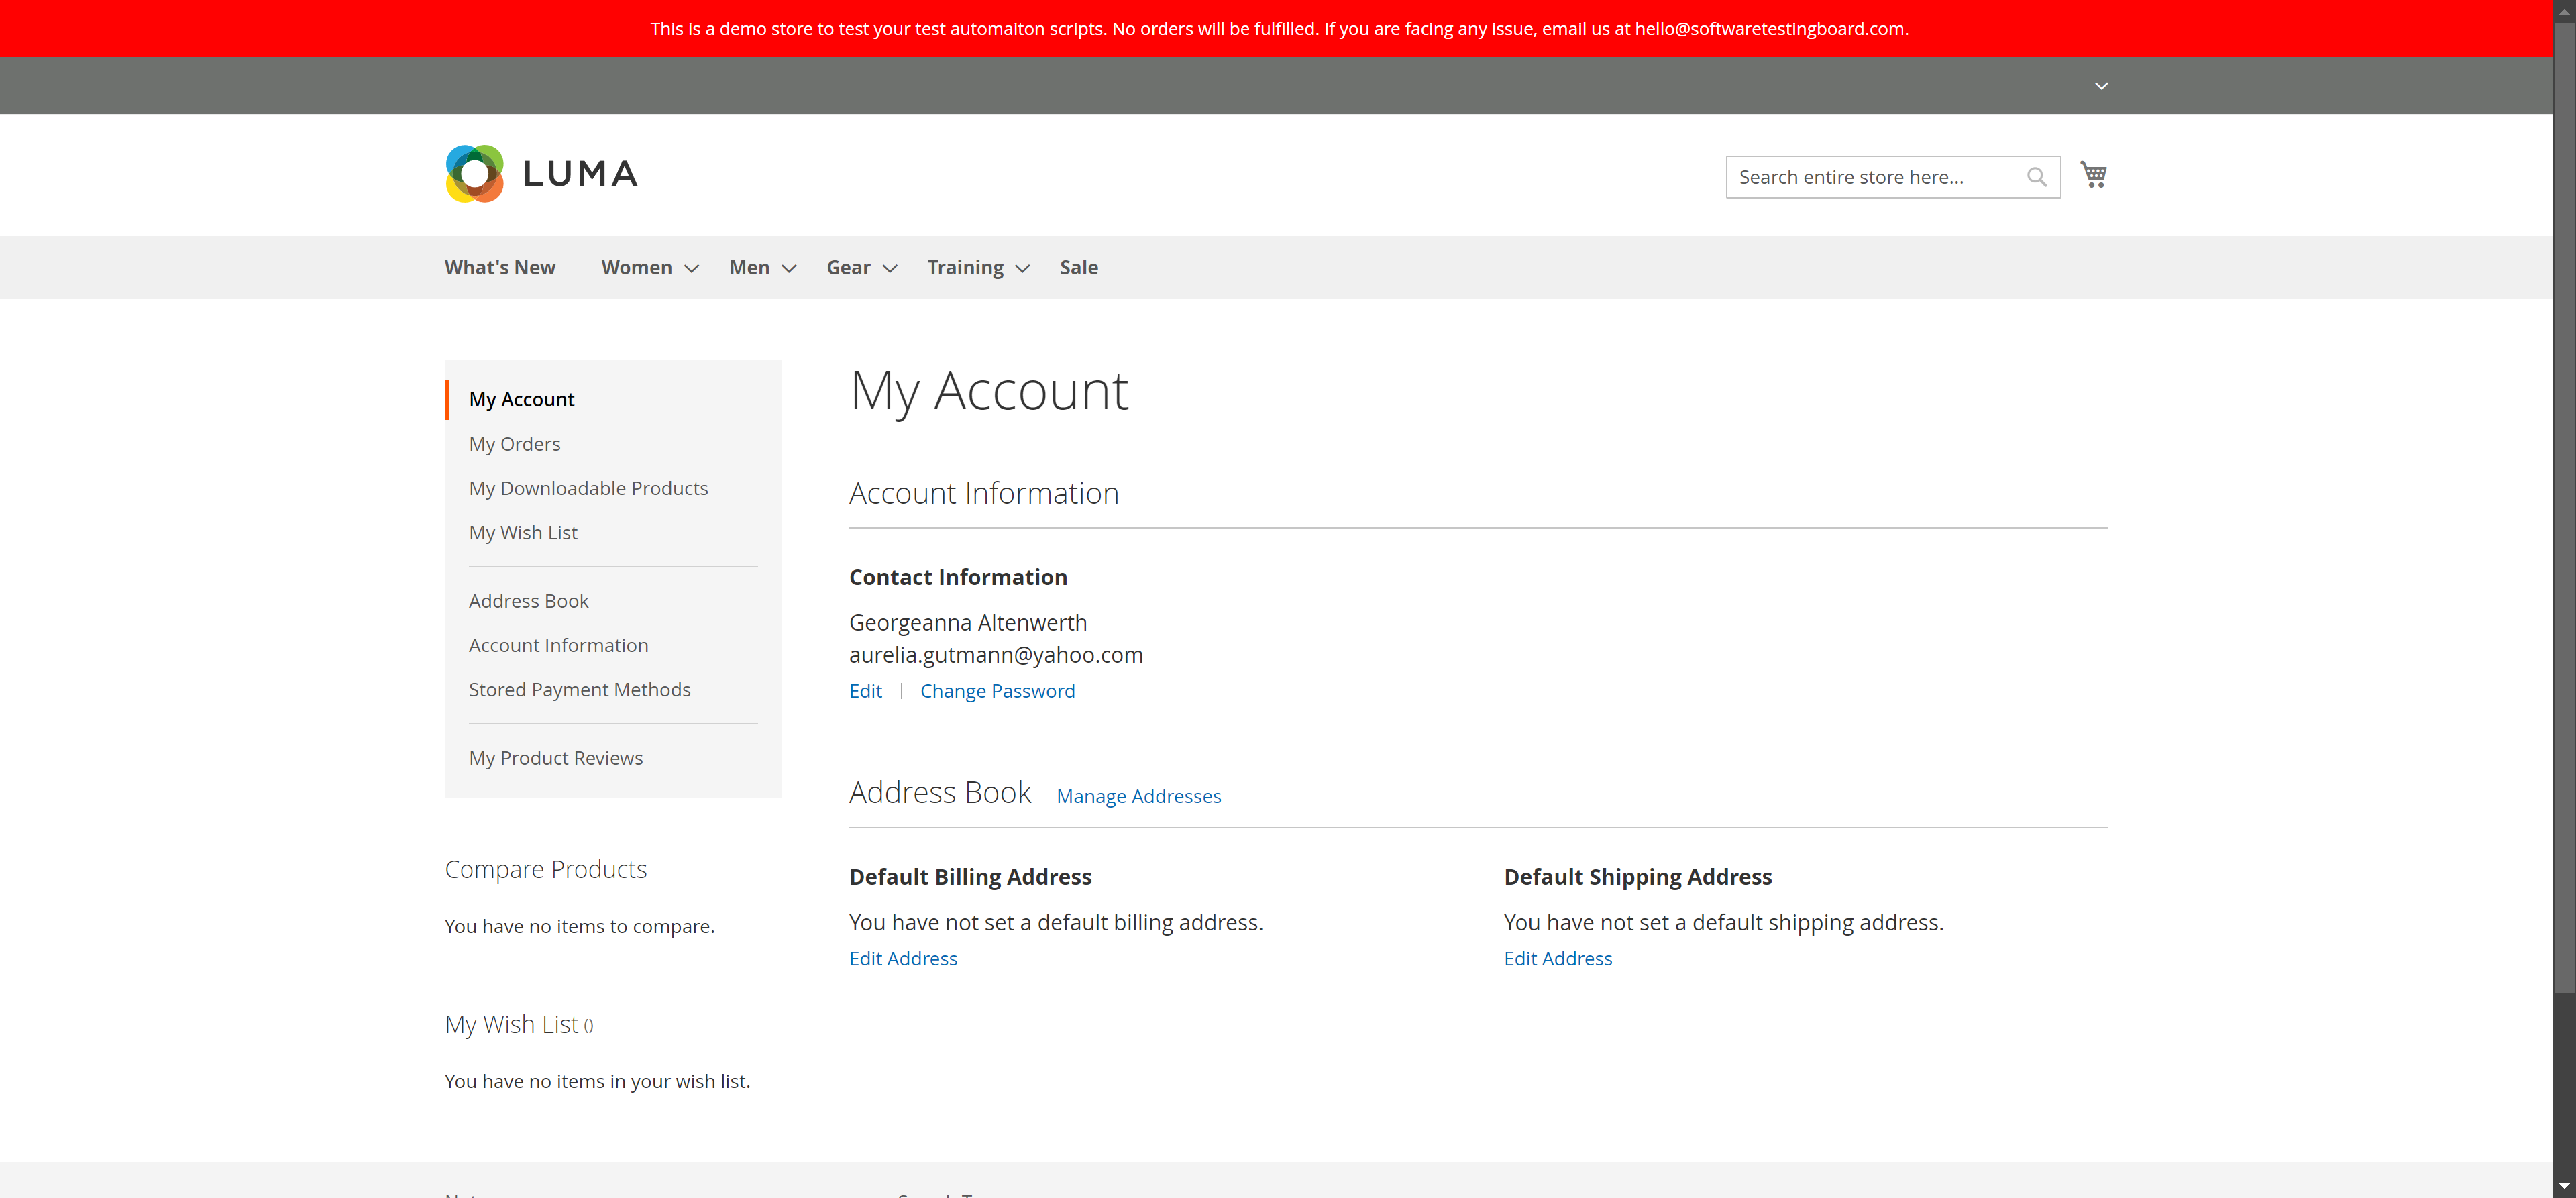 This is a demo store to test your test automaiton scripts. No orders will be fulfilled. If you are facing any issue, email us at hello@softwaretestingboard.com.
LUMA
Search entire store here...
What's New Women Men Gear Training Sale
My Account
My Orders
My Downloadable Products
My Wish List
Address Book
Account Information
Stored Payment Methods
My Product Reviews
Compare Products
You have no items to compare.
My Wish List ()
You have no items in your wish list.
My Account
Account Information
Contact Information
Georgeanna Altenwerth
aurelia.gutmann@yahoo.com
Edit | Change Password
Address Book Manage Addresses
Default Billing Address
You have not set a default billing address.
Edit Address
Default Shipping Address
You have not set a default shipping address.
Edit Address